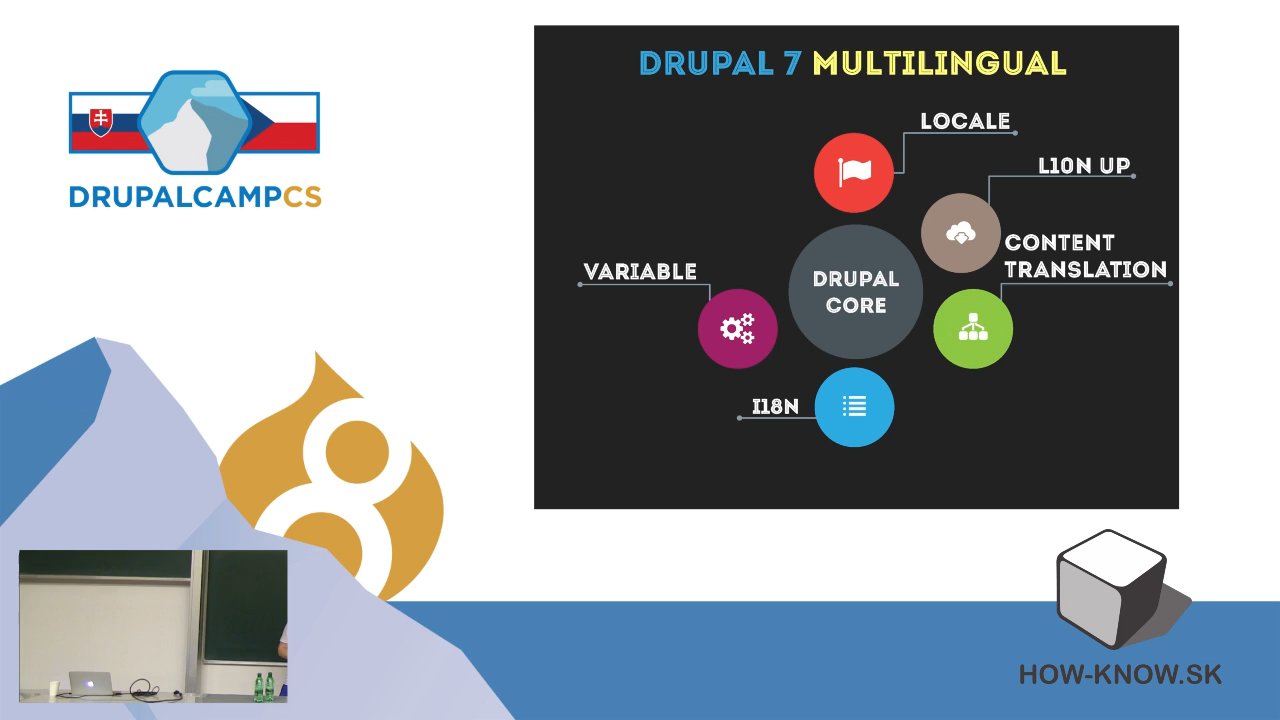 DRUPALCAMPCS
DRUPAL 7 MULTILINGUAL
LOCALE
L10N UP
CONTENT
TRANSLATION
VARIABLE
DRUPAL
CORE
I18N
HOW-KNOW.SK